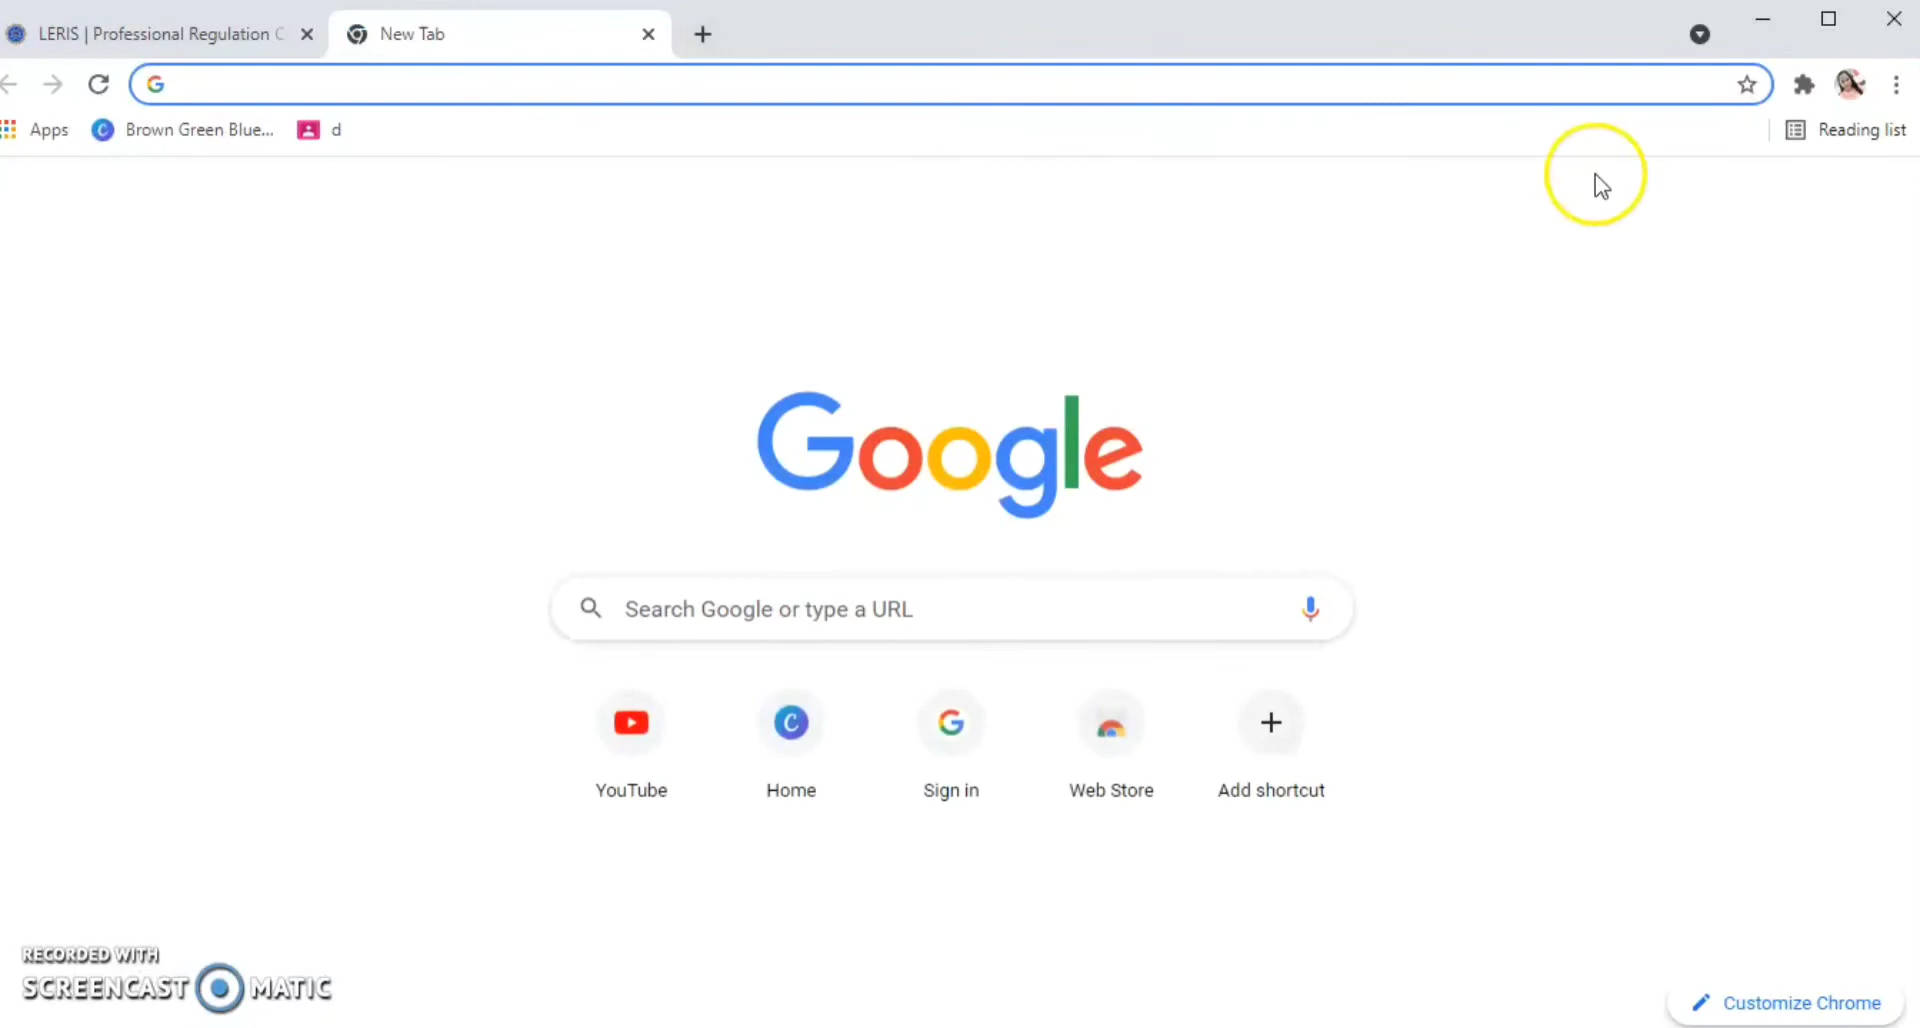 LERIS | Professional Regulation C
New Tab
Apps
Brown Green Blue...
d
Reading list
Google
Search Google or type a URL
YouTube
Home
Sign in
Web Store
Add shortcut
RECORDED WITH
SCREENCAST MATIC
Customize Chrome